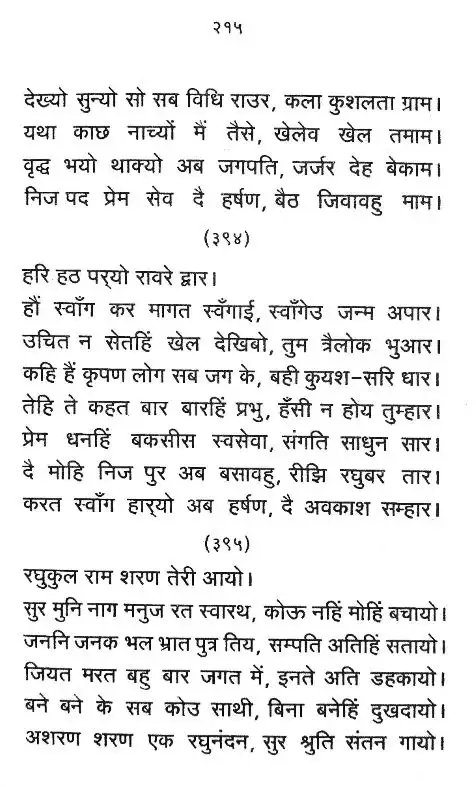 २१५
देख्यो सुन्यो सो सब विधि राउर, कला कुशलता ग्राम।
यथा काछ नाच्यों मैं तैसे, खेलेव खेल तमाम।
वृद्ध भयो थाक्यो अब जगपति, जर्जर देह बेकाम।
निज पद प्रेम सेव दै हर्षण, बैठ जिवावहु माम।
(३९४)
हरि हठ पर्‌यो रावरे द्वार।
हौं स्वाँग कर मागत स्वँगाई, स्वाँगेउ जन्म अपार।
उचित न सेतहिं खेल देखिबो, तुम त्रैलोक भुआर।
कहि हैं कृपण लोग सब जग के, बही कुयश-सरि धार।
तेहि ते कहत बार बारहिं प्रभु, हँसी न होय तुम्हार।
प्रेम धनहिं बकसीस स्वसेवा, संगति साधुन सार।
दै मोहि निज पुर अब बसावहु, रीझि रघुबर तार।
करत स्वाँग हार्‌यो अब हर्षण, दै अवकाश सम्हार।
(३९५)
रघुकुल राम शरण तेरी आयो।
सुर मुनि नाग मनुज रत स्वारथ, कोऊ नहिं मोहिं बचायो।
जननि जनक भल भ्रात पुत्र तिय, सम्पति अतिहिं सतायो।
जियत मरत बहु बार जगत में, इनते अति डहकायो।
बने बने के सब कोउ साथी, बिना बनेहिं दुखदायो।
अशरण शरण एक रघुनंदन, सुर श्रुति संतन गायो।